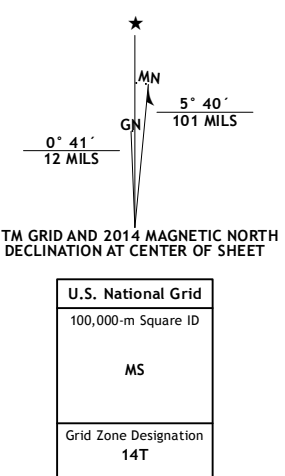 ★
MN
GN
5° 40´
101 MILS
0° 41´
12 MILS
TM GRID AND 2014 MAGNETIC NORTH
DECLINATION AT CENTER OF SHEET
U.S. National Grid
100,000-m Square ID
MS
Grid Zone Designation
14T